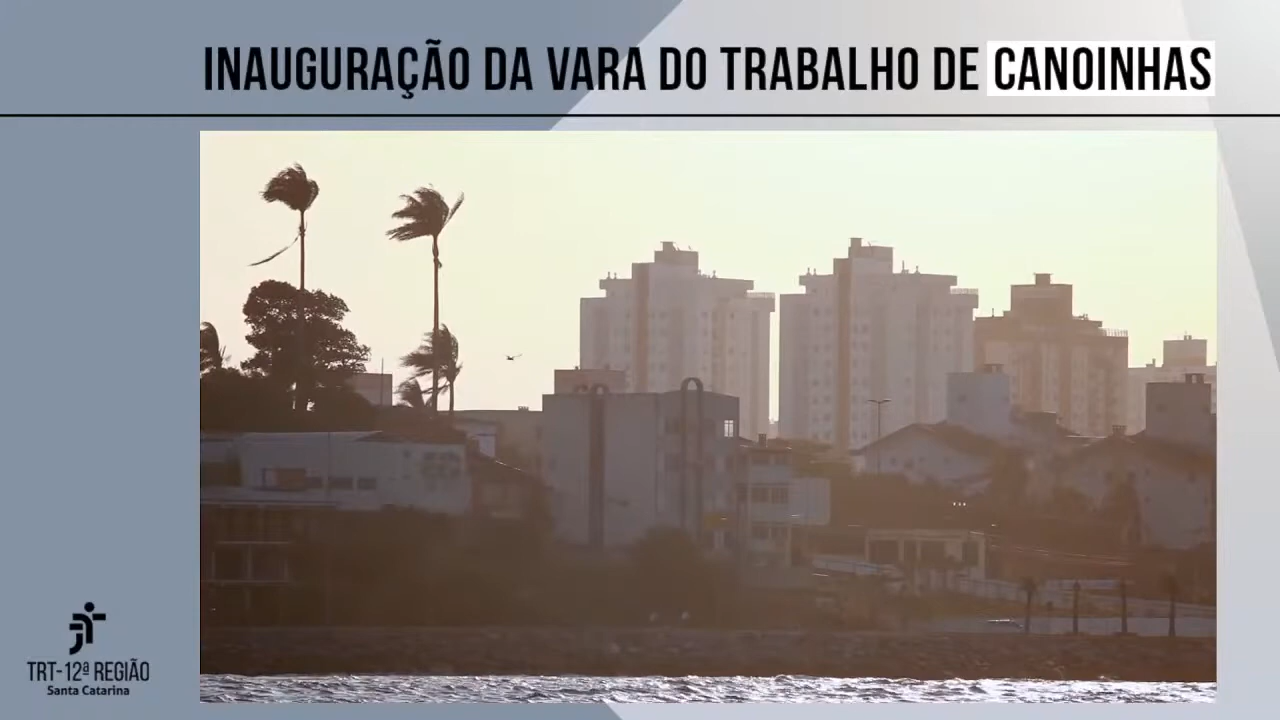 INAUGURAÇÃO DA VARA DO TRABALHO DE CANOINHAS
TRT-12ª REGIÃO
Santa Catarina